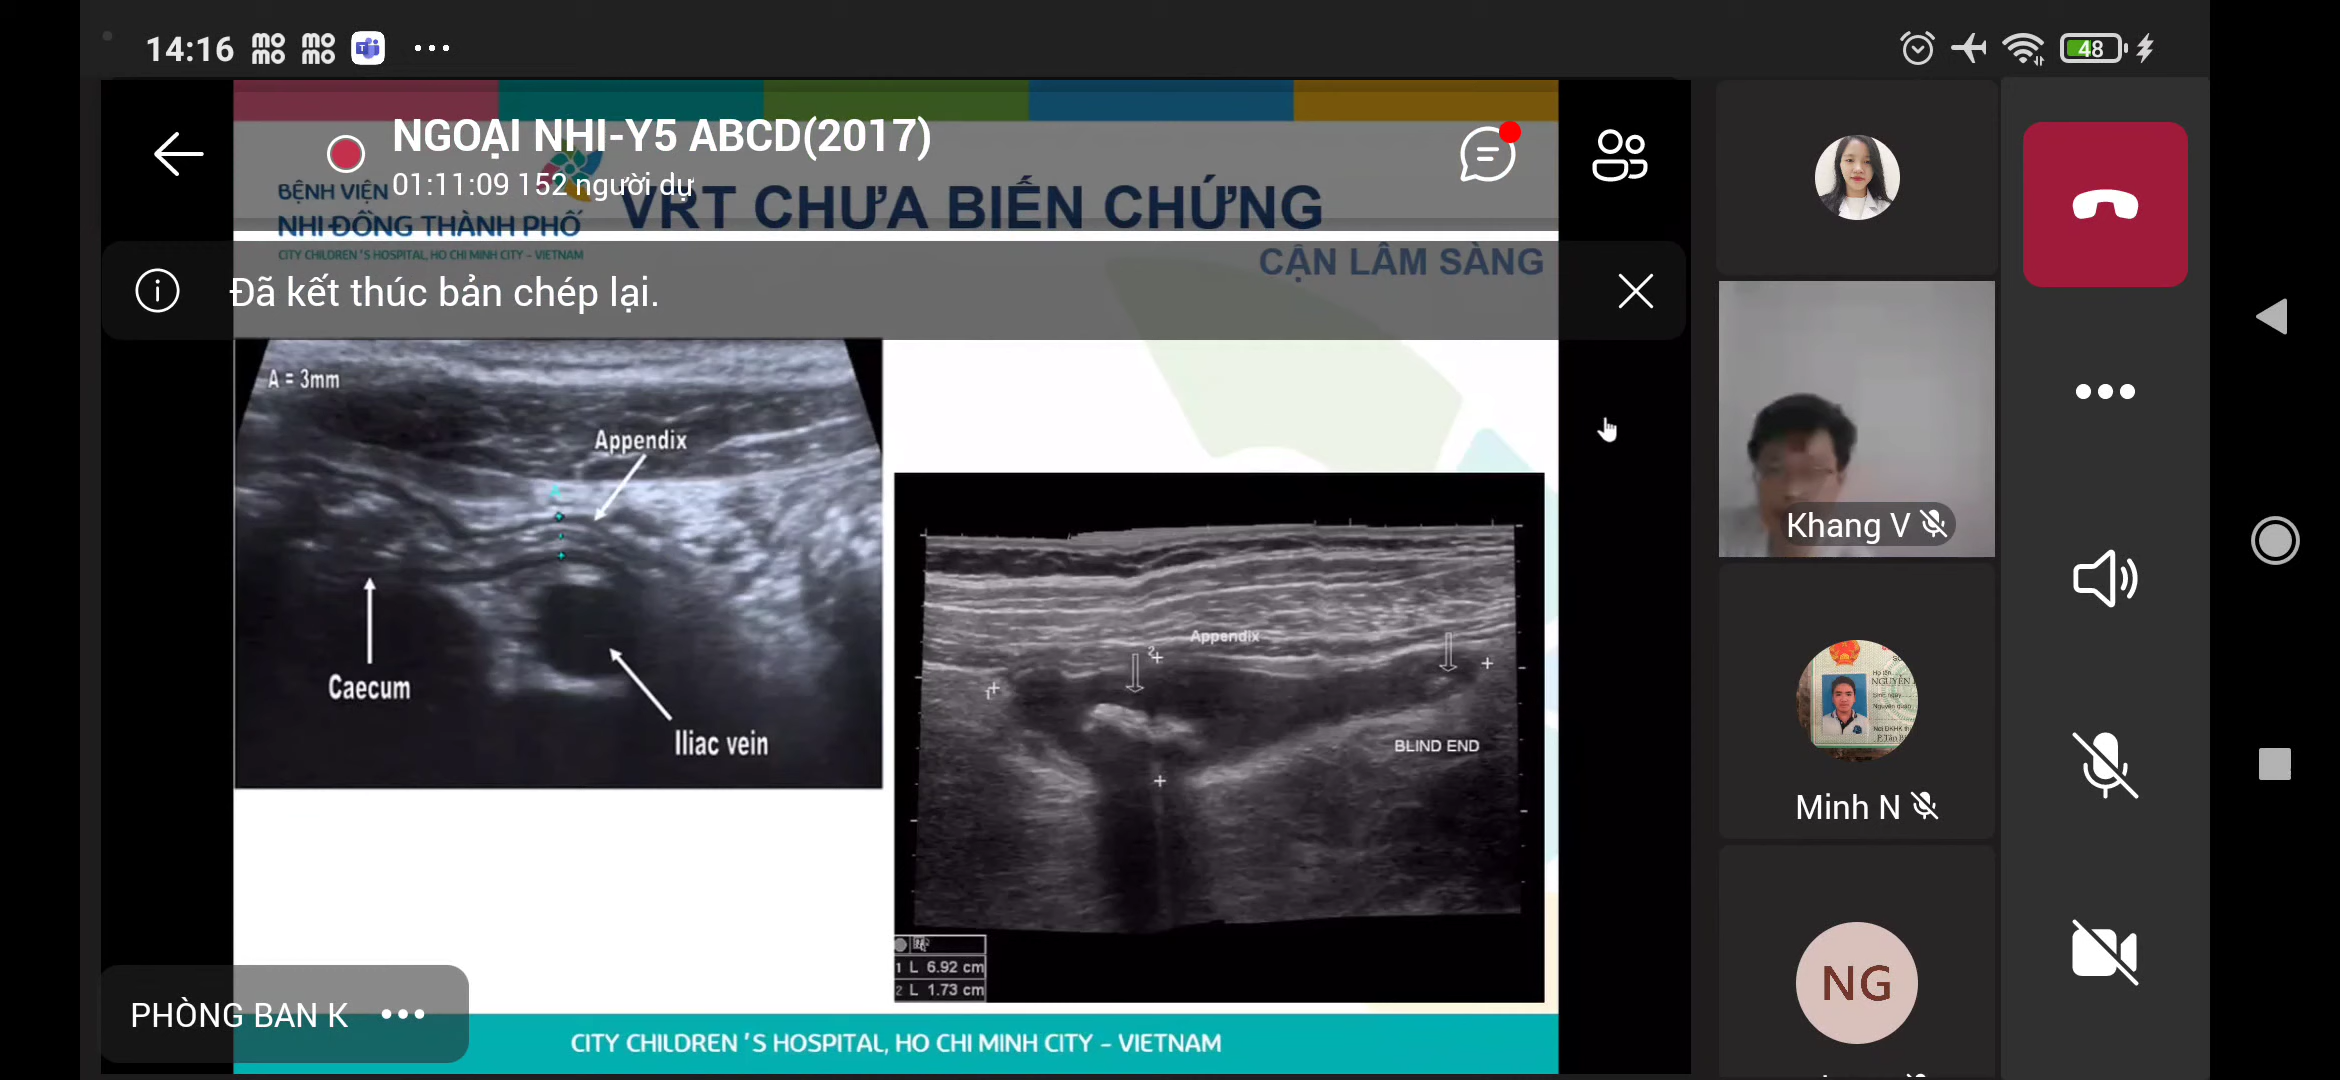 14:16
48
NGOẠI NHI-Y5 ABCD(2017)
01:11:09 152 người dự
BỆNH VIỆN
NHI ĐỒNG THÀNH PHỐ
CITY CHILDREN'S HOSPITAL, HO CHI MINH CITY - VIETNAM
VRT CHƯA BIẾN CHỨNG
CẬN LÂM SÀNG
Đã kết thúc bản chép lại.
A = 3mm
Appendix
Caecum
Iliac vein
Appendix
BLIND END
1 L 6.92 cm
2 L 1.73 cm
Khang V
NGUYỄN
Minh N
NG
PHÒNG BAN K
CITY CHILDREN'S HOSPITAL, HO CHI MINH CITY - VIETNAM